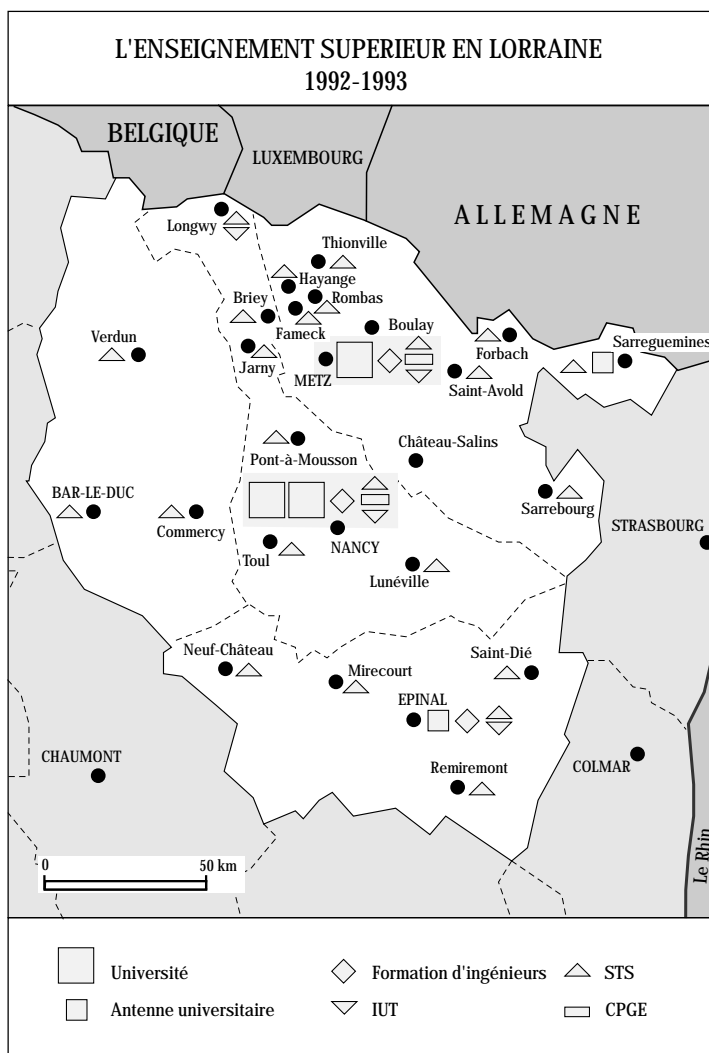 L'ENSEIGNEMENT SUPERIEUR EN LORRAINE
1992-1993
BELGIQUE
LUXEMBOURG
ALLEMAGNE
Longwy
Thionville
Hayange
Rombas
Briey
Fameck
Boulay
Verdun
Jarny
METZ
Forbach
Sarreguemines
Saint-Avold
Pont-à-Mousson
Château-Salins
BAR-LE-DUC
Commercy
Sarrebourg
STRASBOURG
Toul
NANCY
Lunéville
Neuf-Château
Mirecourt
Saint-Dié
EPINAL
CHAUMONT
Remiremont
COLMAR
0 50 km
Le Rhin
Université
Formation d'ingénieurs
STS
Antenne universitaire
IUT
CPGE